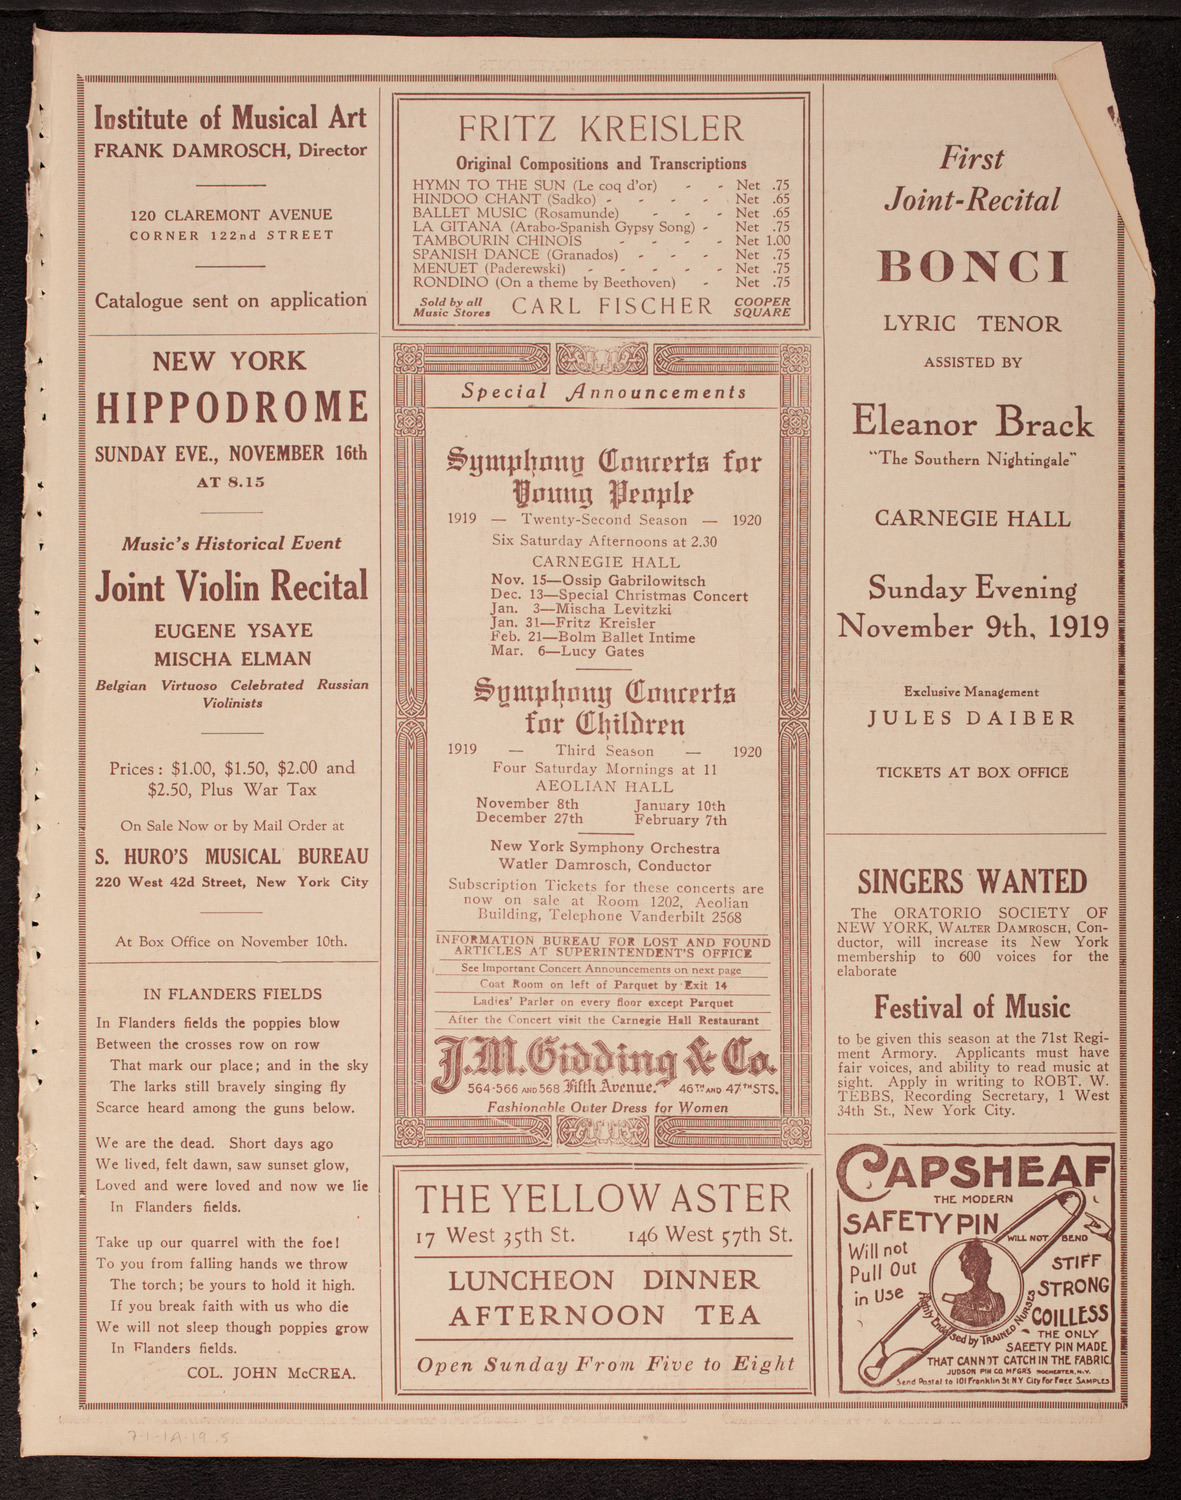 Institute of Musical Art
FRANK DAMROSCH, Director
120 CLAREMONT AVENUE
CORNER 122nd STREET
Catalogue sent on application
NEW YORK
HIPPODROME
SUNDAY EVE., NOVEMBER 16th
AT 8.15
Music's Historical Event
Joint Violin Recital
EUGENE YSAYE
MISCHA ELMAN
Belgian Virtuoso Celebrated Russian
Violinists
Prices: $1.00, $1.50, $2.00 and
$2.50, Plus War Tax
On Sale Now or by Mail Order at
S. HURO'S MUSICAL BUREAU
220 West 42d Street, New York City
At Box Office on November 10th.
IN FLANDERS FIELDS
In Flanders fields the poppies blow
Between the crosses row on row
That mark our place; and in the sky
The larks still bravely singing fly
Scarce heard among the guns below.
We are the dead. Short days ago
We lived, felt dawn, saw sunset glow,
Loved and were loved and now we lie
In Flanders fields.
Take up our quarrel with the foe!
To you from falling hands we throw
The torch; be yours to hold it high.
If you break faith with us who die
We will not sleep though poppies grow
In Flanders fields.
COL. JOHN McCREA.
FRITZ KREISLER
Original Compositions and Transcriptions
HYMN TO THE SUN (Le coq d'or) - - Net .75
HINDOO CHANT (Sadko) - - - - - Net .65
BALLET MUSIC (Rosamunde) - - - Net .65
LA GITANA (Arabo-Spanish Gypsy Song) - Net .75
TAMBOURIN CHINOIS - - - - Net 1.00
SPANISH DANCE (Granados) - - - - Net .75
MENUET (Paderewski) - - - - - Net .75
RONDINO (On a theme by Beethoven) - Net .75
Sold by all
Music Stores
CARL FISCHER
COOPER
SQUARE
Special Announcements
Symphony Concerts for
Young People
1919 — Twenty-Second Season — 1920
Six Saturday Afternoons at 2.30
CARNEGIE HALL
Nov. 15—Ossip Gabrilowitsch
Dec. 13—Special Christmas Concert
Jan. 3—Mischa Levitzki
Jan. 31—Fritz Kreisler
Feb. 21—Bolm Ballet Intime
Mar. 6—Lucy Gates
Symphony Concerts
for Children
1919 — Third Season — 1920
Four Saturday Mornings at 11
AEOLIAN HALL
November 8th January 10th
December 27th February 7th
New York Symphony Orchestra
Watler Damrosch, Conductor
Subscription Tickets for these concerts are
now on sale at Room 1202, Aeolian
Building, Telephone Vanderbilt 2568
INFORMATION BUREAU FOR LOST AND FOUND
ARTICLES AT SUPERINTENDENT'S OFFICE
See Important Concert Announcements on next page
Coat Room on left of Parquet by Exit 14
Ladies' Parlor on every floor except Parquet
After the Concert visit the Carnegie Hall Restaurant
J.M. Gidding & Co.
564-566 AND 568 Fifth Avenue. 46TH AND 47TH STS.
Fashionable Outer Dress for Women
THE YELLOW ASTER
17 West 35th St. 146 West 57th St.
LUNCHEON DINNER
AFTERNOON TEA
Open Sunday From Five to Eight
First
Joint-Recital
BONCI
LYRIC TENOR
ASSISTED BY
Eleanor Brack
"The Southern Nightingale"
CARNEGIE HALL
Sunday Evening
November 9th, 1919
Exclusive Management
JULES DAIBER
TICKETS AT BOX OFFICE
SINGERS WANTED
The ORATORIO SOCIETY OF
NEW YORK, WALTER DAMROSCH, Con-
ductor, will increase its New York
membership to 600 voices for the
elaborate
Festival of Music
to be given this season at the 71st Regi-
ment Armory. Applicants must have
fair voices, and ability to read music at
sight. Apply in writing to ROBT. W.
TEBBS, Recording Secretary, 1 West
34th St., New York City.
CAPSHEAF
THE MODERN
SAFETY PIN
WILL NOT BEND
Will not
Pull Out
in Use
STIFF
STRONG
COILLESS
Endorsed by TRAINED NURSES
THE ONLY
SAFETY PIN MADE
THAT CANNOT CATCH IN THE FABRIC.
JUDSON PIN CO MFGR'S ROCHESTER, N.Y.
Send Postal to 101 Franklin St N.Y City for FREE SAMPLES